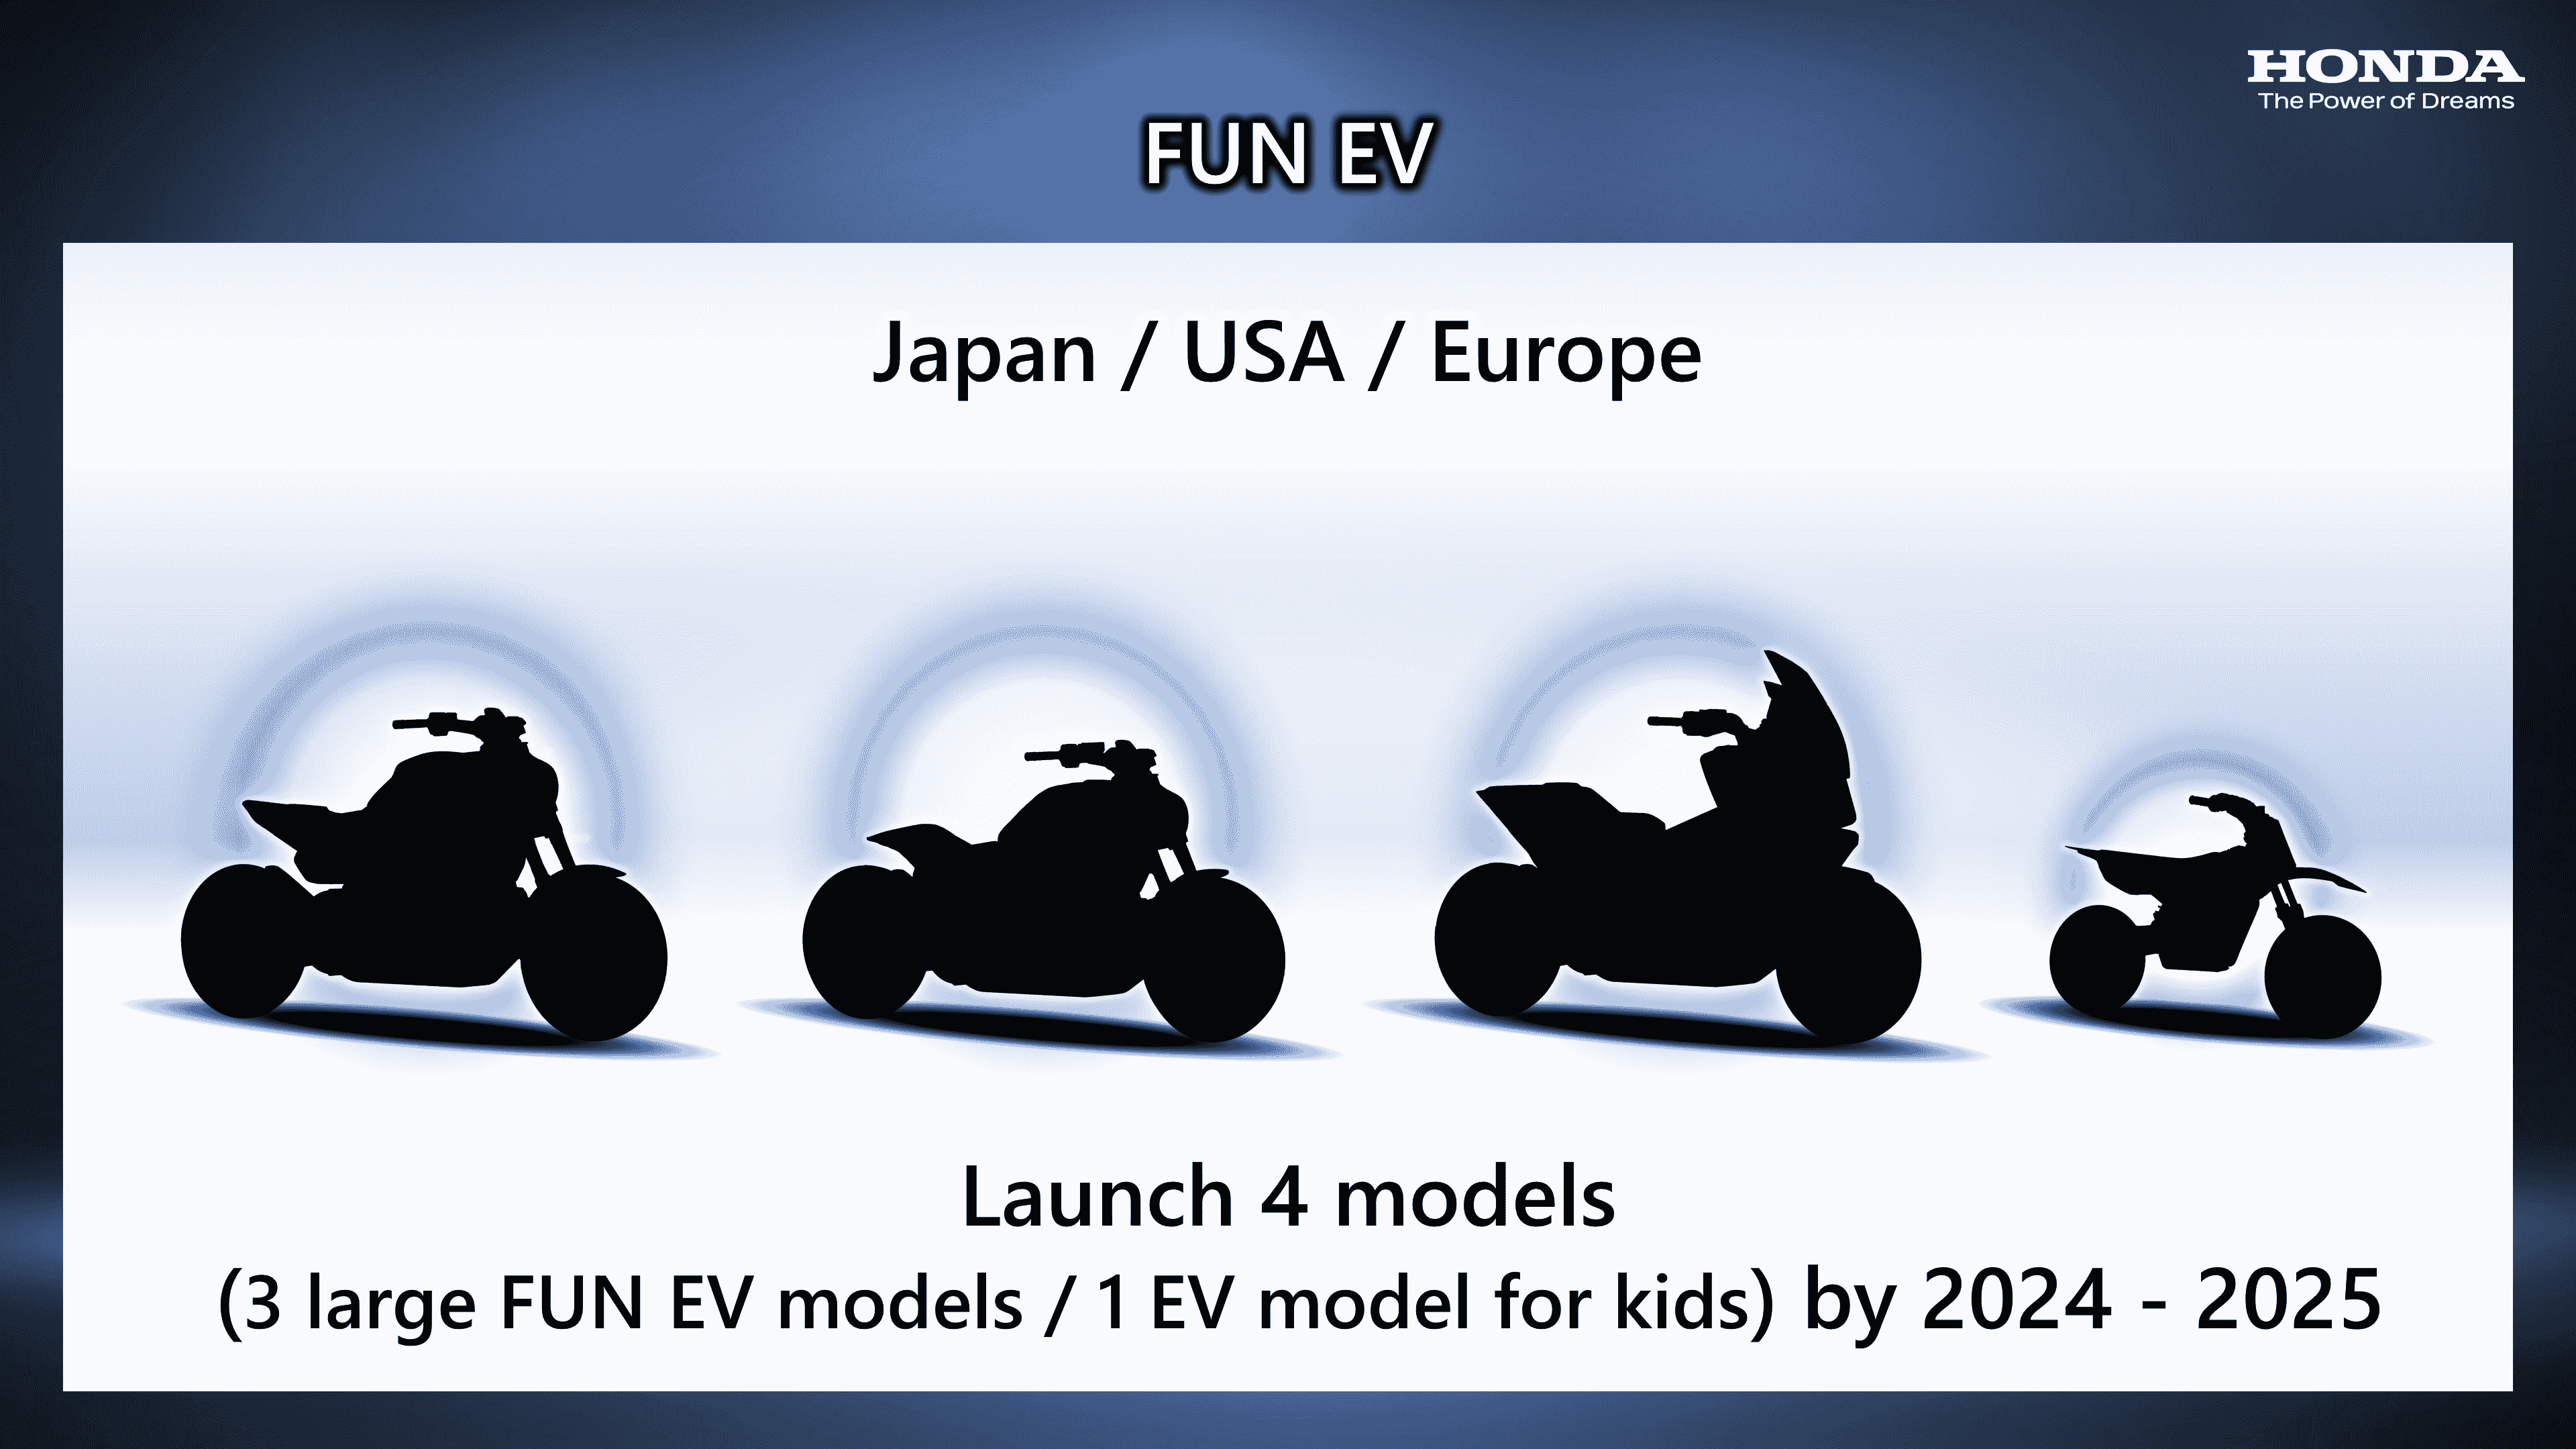 HONDA
The Power of Dreams
FUN EV
Japan / USA / Europe
Launch 4 models
(3 large FUN EV models / 1 EV model for kids) by 2024 - 2025